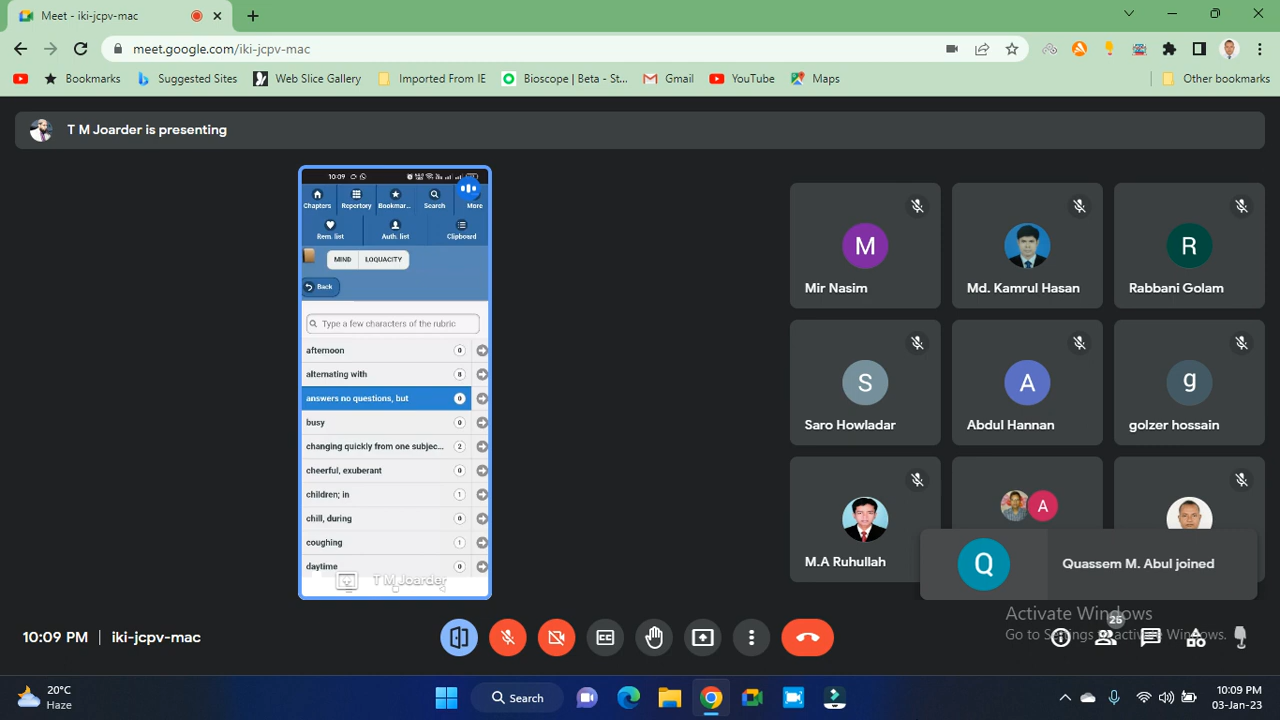 Meet - iki-jcpv-mac
meet.google.com/iki-jcpv-mac
Bookmarks
Suggested Sites
Web Slice Gallery
Imported From IE
Bioscope | Beta - St...
Gmail
YouTube
Maps
Other bookmarks
T M Joarder is presenting
10:09
Chapters
Repertory
Bookmar...
Search
More
Rem. list
Auth. list
Clipboard
MIND
LOQUACITY
Back
Type a few characters of the rubric
afternoon 0
alternating with 8
answers no questions, but 0
busy 0
changing quickly from one subjec... 2
cheerful, exuberant 0
children; in 1
chill, during 0
coughing 1
daytime 0
T M Joarder
M
Mir Nasim
Md. Kamrul Hasan
R
Rabbani Golam
S
Saro Howladar
A
Abdul Hannan
g
golzer hossain
M.A Ruhullah
A
Q
Quassem M. Abul joined
Activate Windows
Go to Settings to activate Windows.
10:09 PM | iki-jcpv-mac
25
20°C
Haze
Search
10:09 PM
03-Jan-23